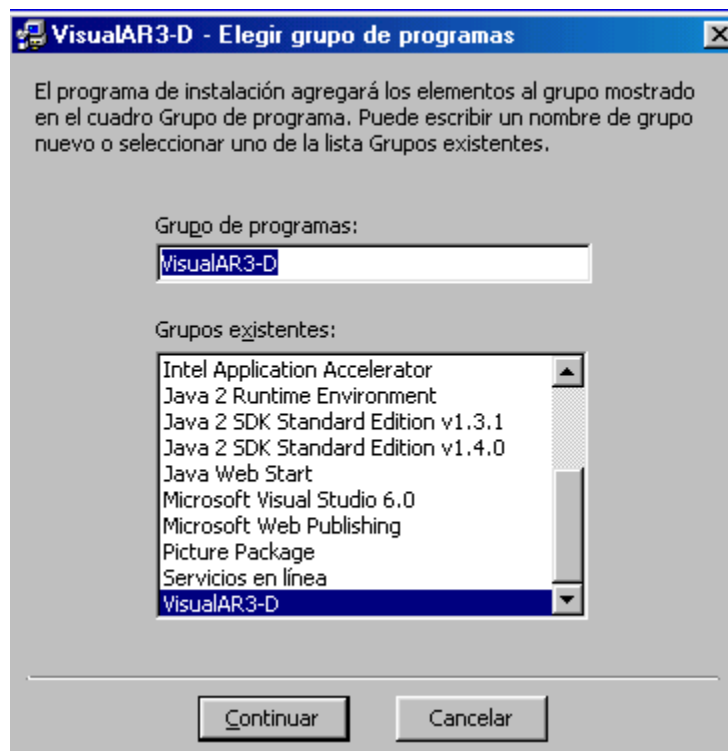 VisualAR3-D - Elegir grupo de programas
El programa de instalación agregará los elementos al grupo mostrado
en el cuadro Grupo de programa. Puede escribir un nombre de grupo
nuevo o seleccionar uno de la lista Grupos existentes.
Grupo de programas:
VisualAR3-D
Grupos existentes:
Intel Application Accelerator
Java 2 Runtime Environment
Java 2 SDK Standard Edition v1.3.1
Java 2 SDK Standard Edition v1.4.0
Java Web Start
Microsoft Visual Studio 6.0
Microsoft Web Publishing
Picture Package
Servicios en línea
VisualAR3-D
Continuar
Cancelar